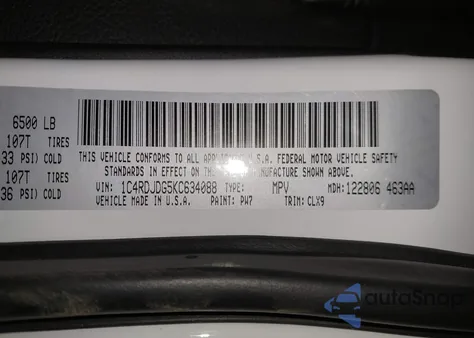 6500 LB
107T TIRES
33 PSI) COLD
107T TIRES
36 PSI) COLD
THIS VEHICLE CONFORMS TO ALL U.S.A. FEDERAL MOTOR VEHICLE SAFETY
STANDARDS IN EFFECT ON THE MANUFACTURE SHOWN ABOVE.
VIN: 1C4RDJDG5KC634088 TYPE: MPV MDH: 122806 463AA
VEHICLE MADE IN U.S.A. PAINT: PW7 TRIM: CLX9
autoSnap